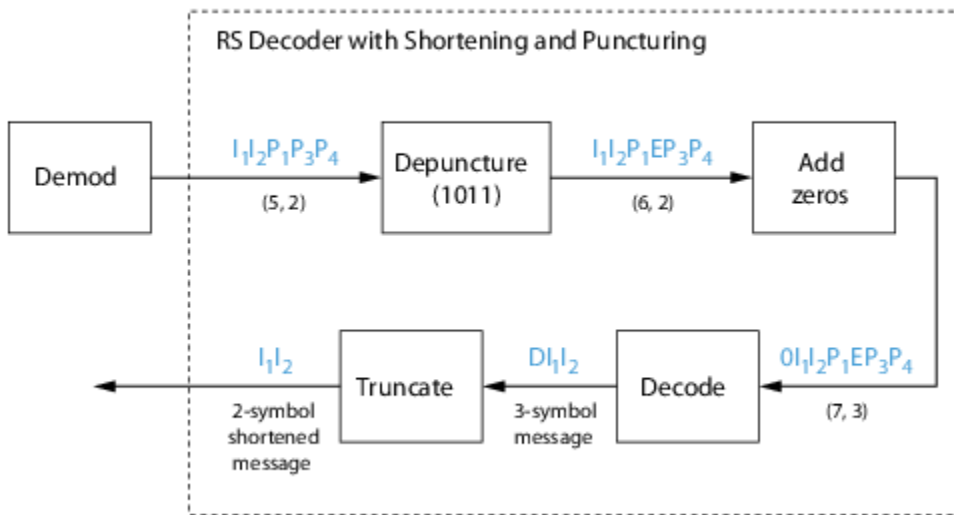 RS Decoder with Shortening and Puncturing
Demod
I₁I₂P₁P₃P₄
(5, 2)
Depuncture
(1011)
I₁I₂P₁EP₃P₄
(6, 2)
Add
zeros
0I₁I₂P₁EP₃P₄
(7, 3)
Decode
DI₁I₂
3-symbol
message
Truncate
I₁I₂
2-symbol
shortened
message